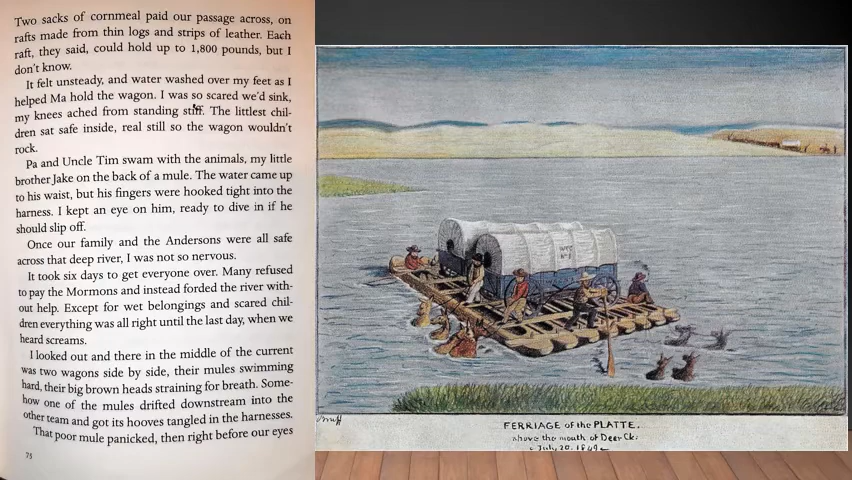 Two sacks of cornmeal paid our passage across, on
rafts made from thin logs and strips of leather. Each
raft, they said, could hold up to 1,800 pounds, but I
don't know.
It felt unsteady, and water washed over my feet as I
helped Ma hold the wagon. I was so scared we'd sink,
my knees ached from standing stiff. The littlest chil-
dren sat safe inside, real still so the wagon wouldn't
rock.
Pa and Uncle Tim swam with the animals, my little
brother Jake on the back of a mule. The water came up
to his waist, but his fingers were hooked tight into the
harness. I kept an eye on him, ready to dive in if he
should slip off.
Once our family and the Andersons were all safe
across that deep river, I was not so nervous.
It took six days to get everyone over. Many refused
to pay the Mormons and instead forded the river with-
out help. Except for wet belongings and scared chil-
dren everything was all right until the last day, when we
heard screams.
I looked out and there in the middle of the current
was two wagons side by side, their mules swimming
hard, their big brown heads straining for breath. Some-
how one of the mules drifted downstream into the
other team and got its hooves tangled in the harnesses.
That poor mule panicked, then right before our eyes
75
FERRIAGE of the PLATTE.
above the mouth of Deer Ck.
July 20. 1849